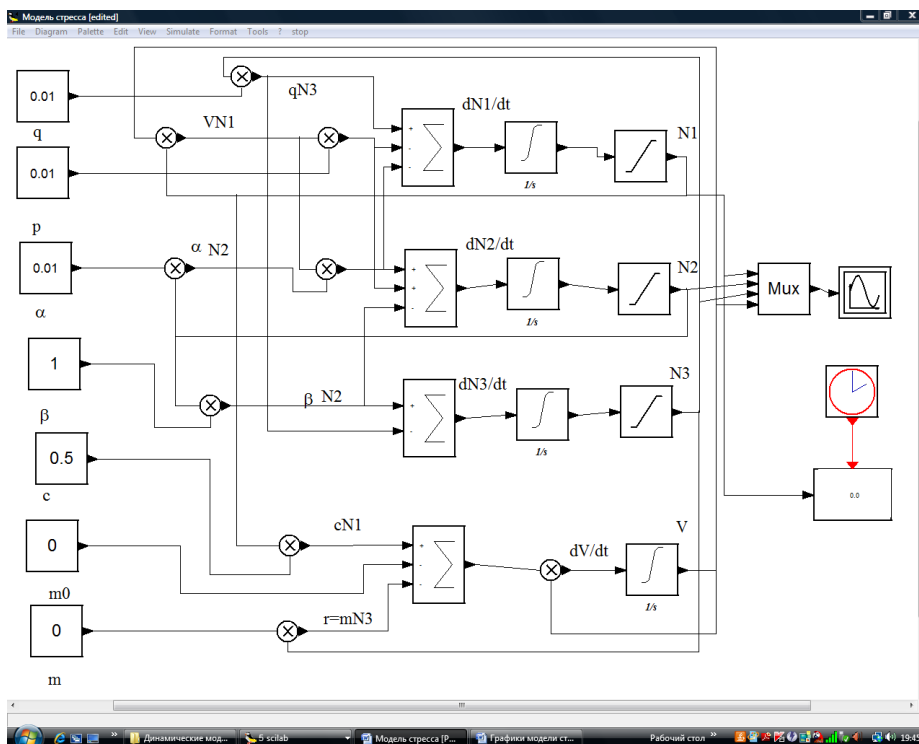 Модель стресса [edited]
File Diagram Palette Edit View Simulate Format Tools ? stop
0.01
q
qN3
dN1/dt
+
-
-
1/s
N1
VN1
0.01
p
0.01
α
α N2
dN2/dt
+
+
-
1/s
N2
Mux
1
β
β N2
dN3/dt
+
-
1/s
N3
0.5
c
0.0
0
m0
cN1
+
-
-
dV/dt
V
1/s
0
m
r=mN3
Динамические мод...
5 scilab
Модель стресса [Р...
Графики модели ст...
Рабочий стол
»